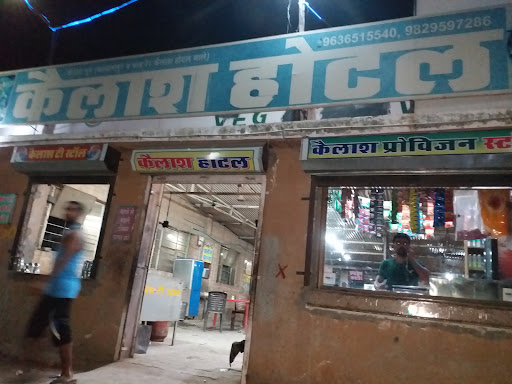 9636515540, 9829597286
कैलाश होटल
VEG
कैलाश टी स्टॉल
कैलाश हाटल
कैलाश प्रोविजन स्ट